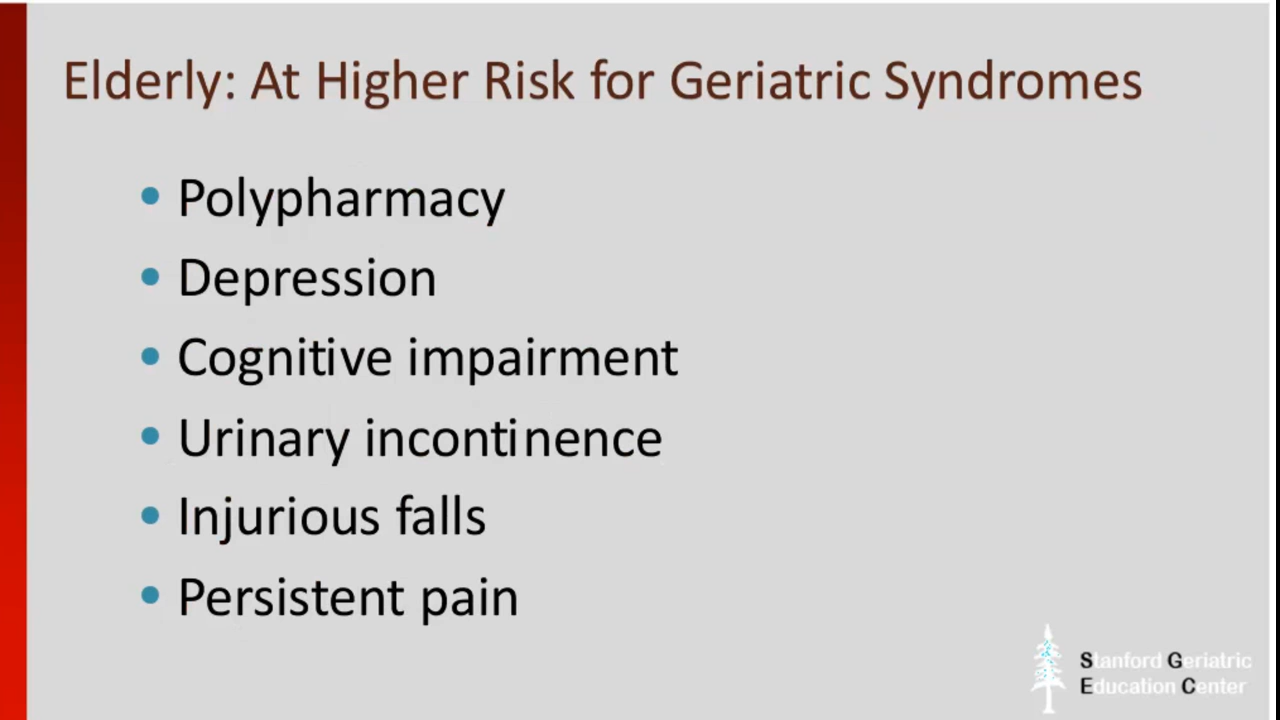 Elderly: At Higher Risk for Geriatric Syndromes
• Polypharmacy
• Depression
• Cognitive impairment
• Urinary incontinence
• Injurious falls
• Persistent pain
Stanford Geriatric
Education Center